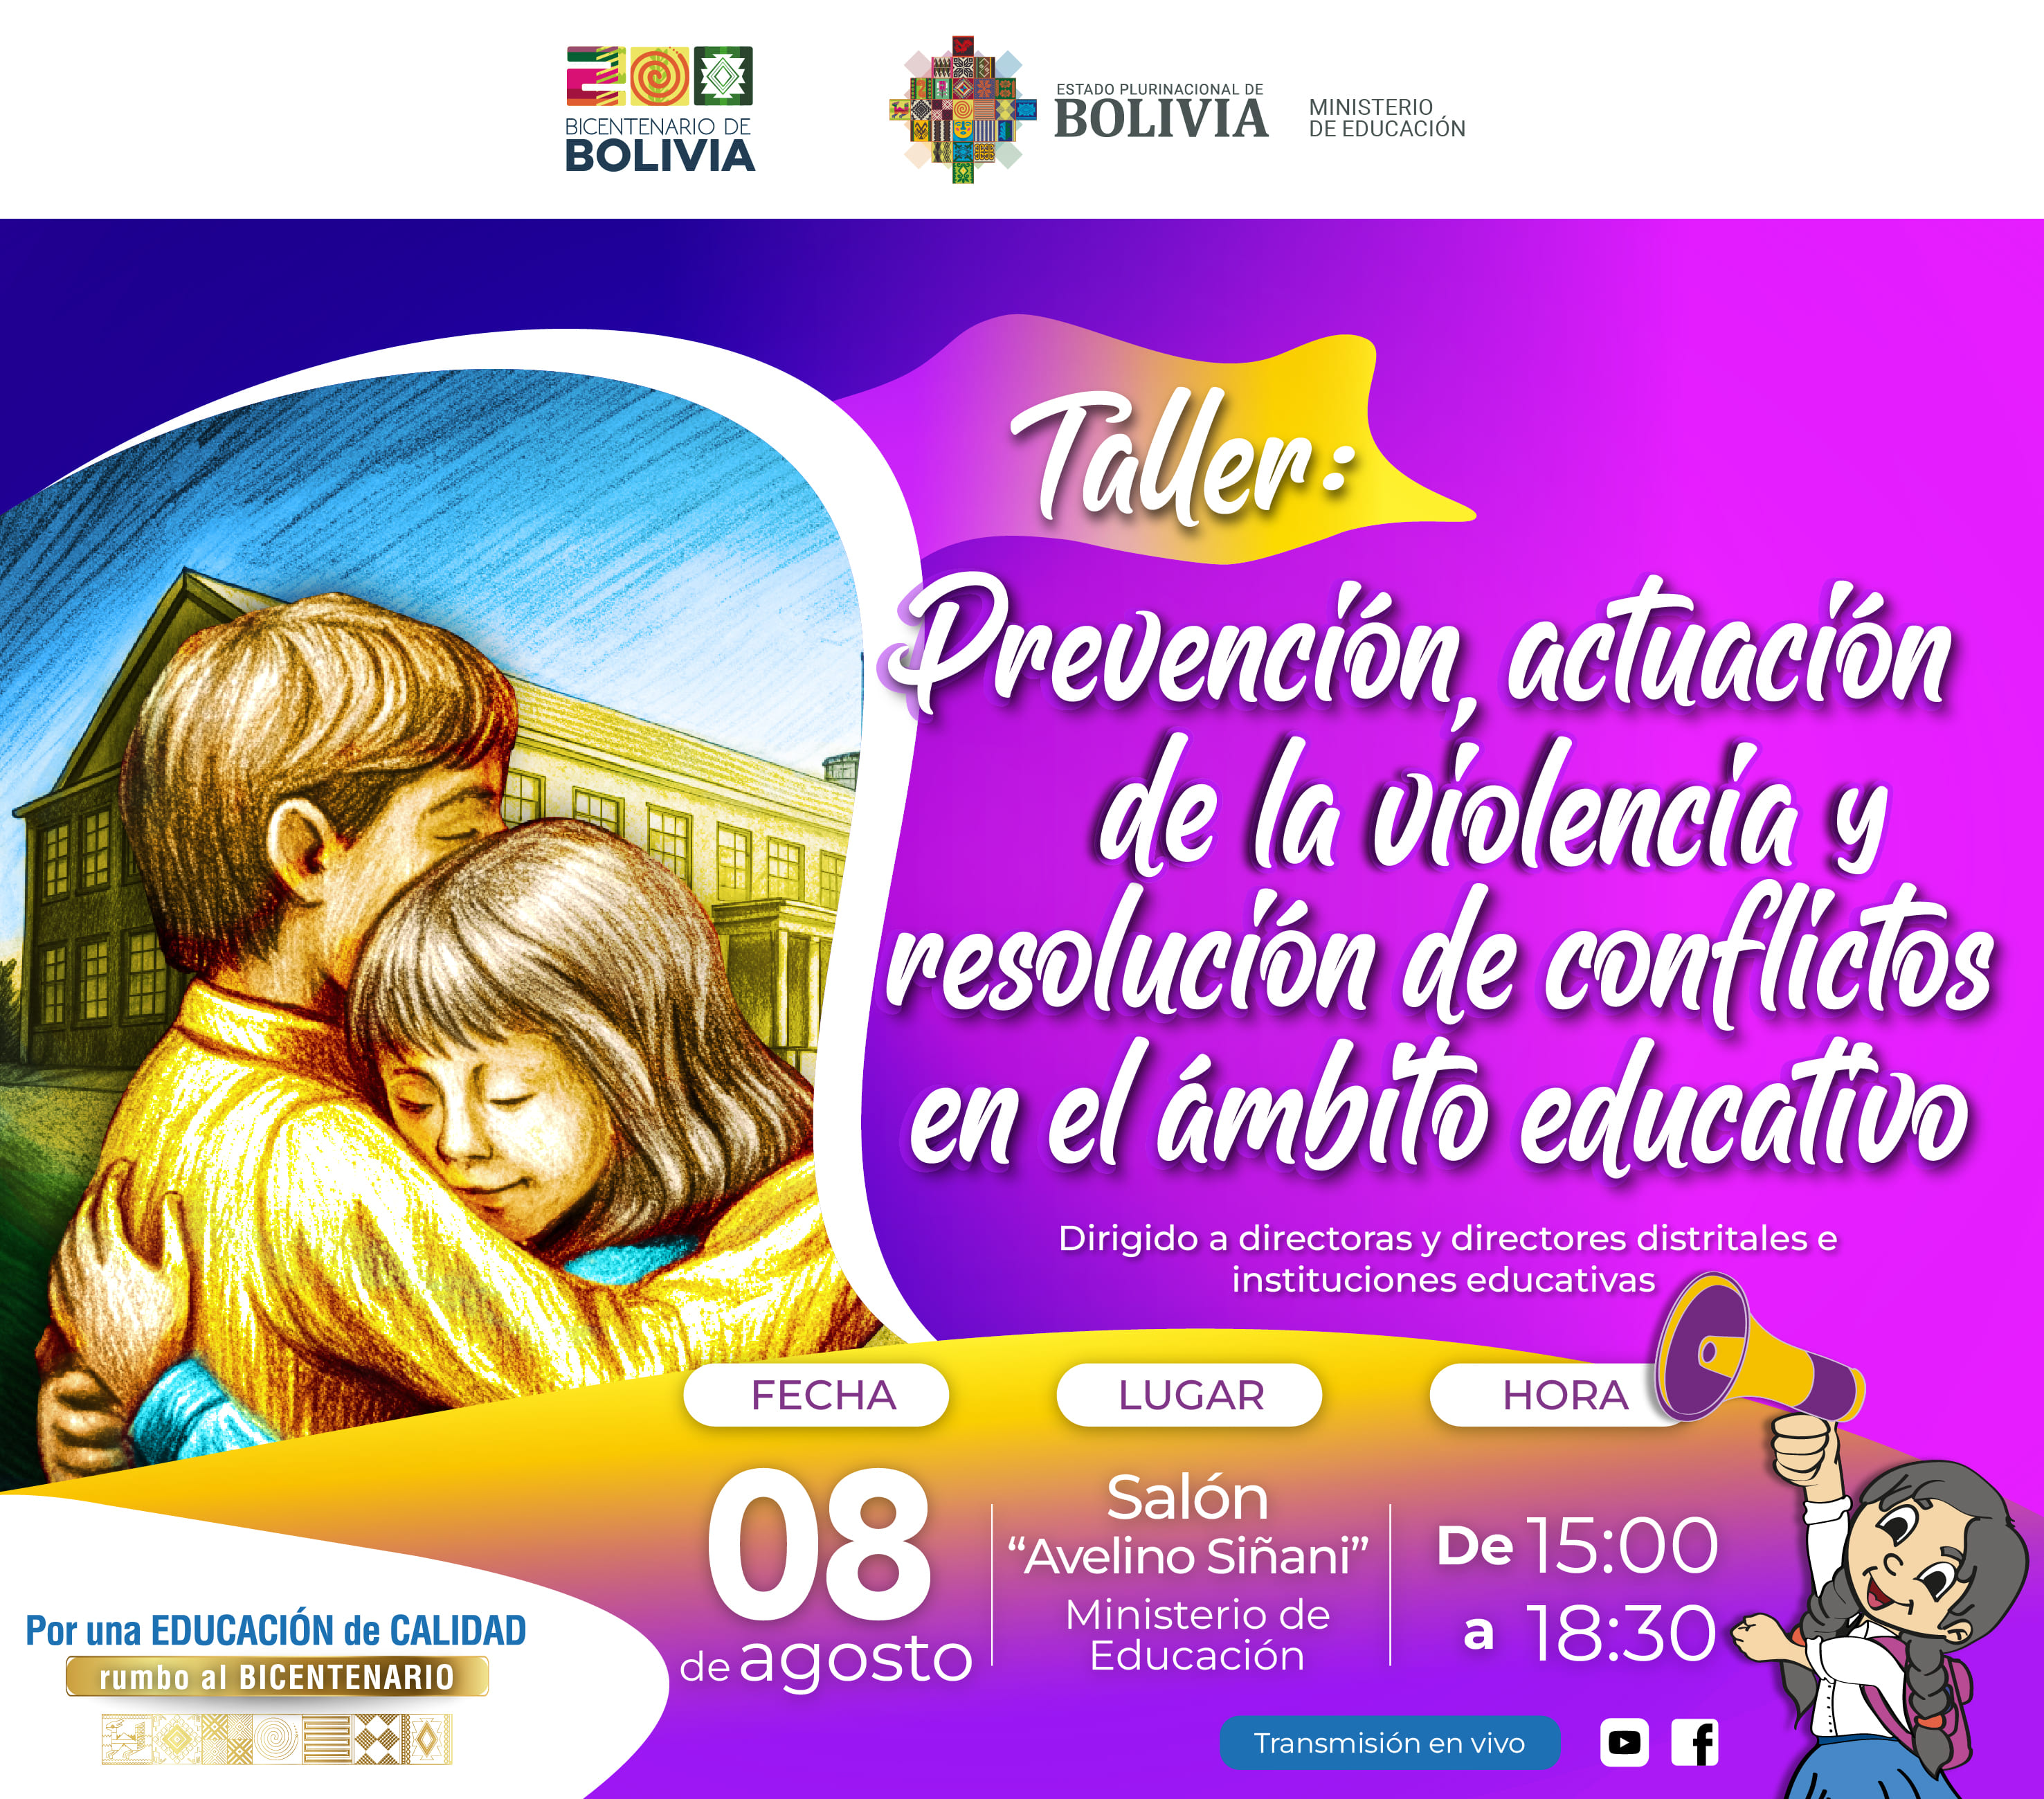 BICENTENARIO DE
BOLIVIA
ESTADO PLURINACIONAL DE
BOLIVIA
MINISTERIO
DE EDUCACIÓN
Taller:
Prevención, actuación
de la violencia y
resolución de conflictos
en el ámbito educativo
Dirigido a directoras y directores distritales e
instituciones educativas
FECHA
08
de agosto
LUGAR
Salón
“Avelino Siñani”
Ministerio de
Educación
HORA
De 15:00
a 18:30
Por una EDUCACIÓN de CALIDAD
rumbo al BICENTENARIO
Transmisión en vivo